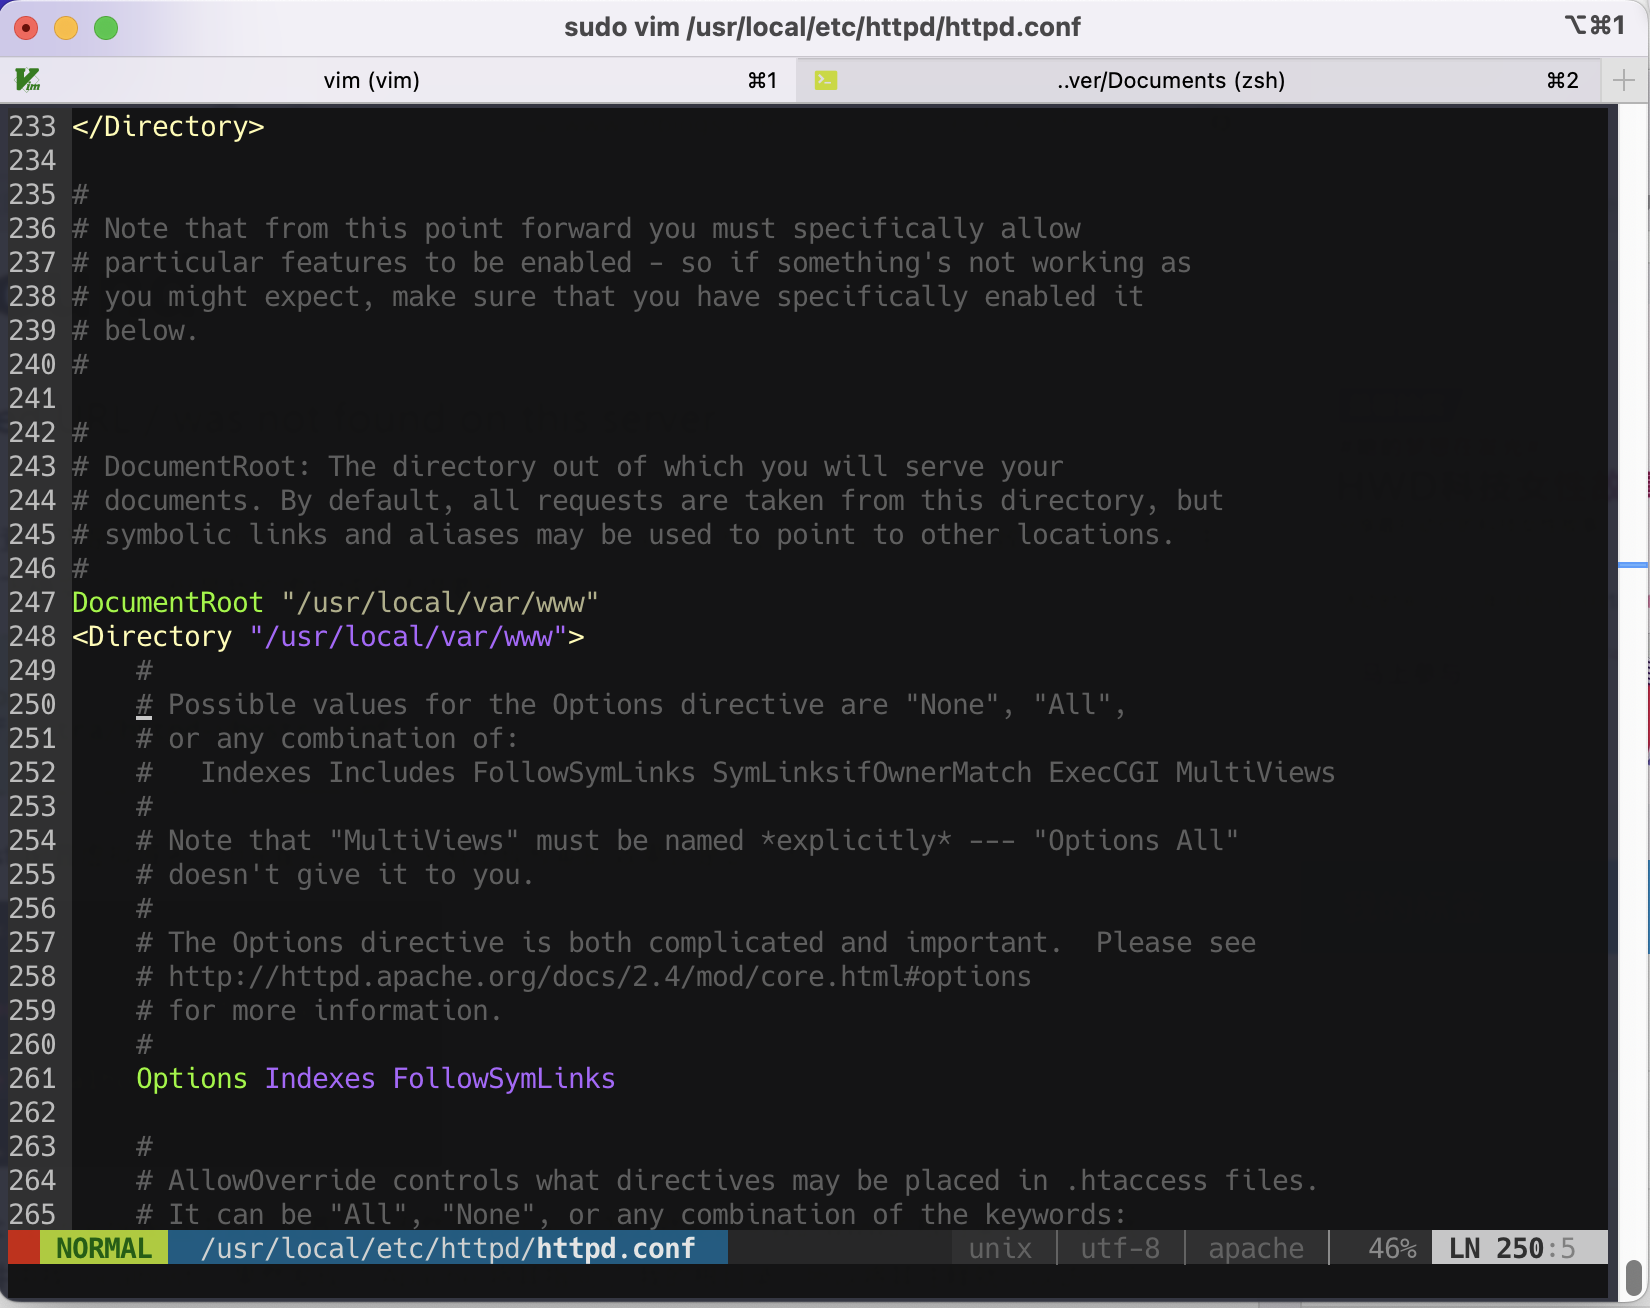 sudo vim /usr/local/etc/httpd/httpd.conf ⌥⌘1
vim (vim) ⌘1 ..ver/Documents (zsh) ⌘2
233 </Directory>
234
235 #
236 # Note that from this point forward you must specifically allow
237 # particular features to be enabled - so if something's not working as
238 # you might expect, make sure that you have specifically enabled it
239 # below.
240 #
241
242 #
243 # DocumentRoot: The directory out of which you will serve your
244 # documents. By default, all requests are taken from this directory, but
245 # symbolic links and aliases may be used to point to other locations.
246 #
247 DocumentRoot "/usr/local/var/www"
248 <Directory "/usr/local/var/www">
249     #
250     # Possible values for the Options directive are "None", "All",
251     # or any combination of:
252     #   Indexes Includes FollowSymLinks SymLinksifOwnerMatch ExecCGI MultiViews
253     #
254     # Note that "MultiViews" must be named *explicitly* --- "Options All"
255     # doesn't give it to you.
256     #
257     # The Options directive is both complicated and important.  Please see
258     # http://httpd.apache.org/docs/2.4/mod/core.html#options
259     # for more information.
260     #
261     Options Indexes FollowSymLinks
262
263     #
264     # AllowOverride controls what directives may be placed in .htaccess files.
265     # It can be "All", "None", or any combination of the keywords:
NORMAL /usr/local/etc/httpd/httpd.conf unix | utf-8 | apache | 46% LN 250:5